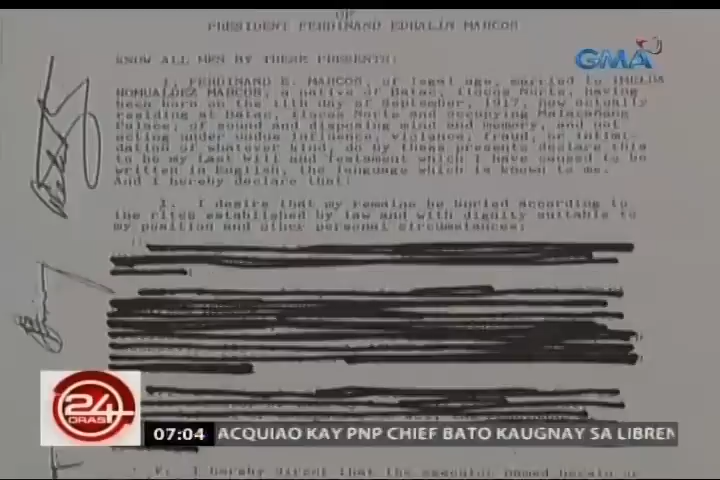 OF
PRESIDENT FERDINAND EDRALIN MARCOS
KNOW ALL MEN BY THESE PRESENTS:
GMA
I, FERDINAND E. MARCOS, of legal age, married to IMELDA
ROMUALDEZ MARCOS, a native of Batac, Ilocos Norte, having
been born on the 11th day of September, 1917, now actually
residing at Batac, Ilocos Norte and occupying Malacañang
Palace, of sound and disposing mind and memory, and not
acting under undue influence, violence, fraud, or intimi-
dation of whatever kind, do by these presents declare this
to be my Last Will and Testament which I have caused to be
written in English, the language which is known to me.
And I hereby declare that:
1. I desire that my remains be buried according to
the rites established by law and with dignity suitable to
my position and other personal circumstances;
24
ORAS
07:04 ACQUIAO KAY PNP CHIEF BATO KAUGNAY SA LIBREN
I hereby direct that the executor named herein or